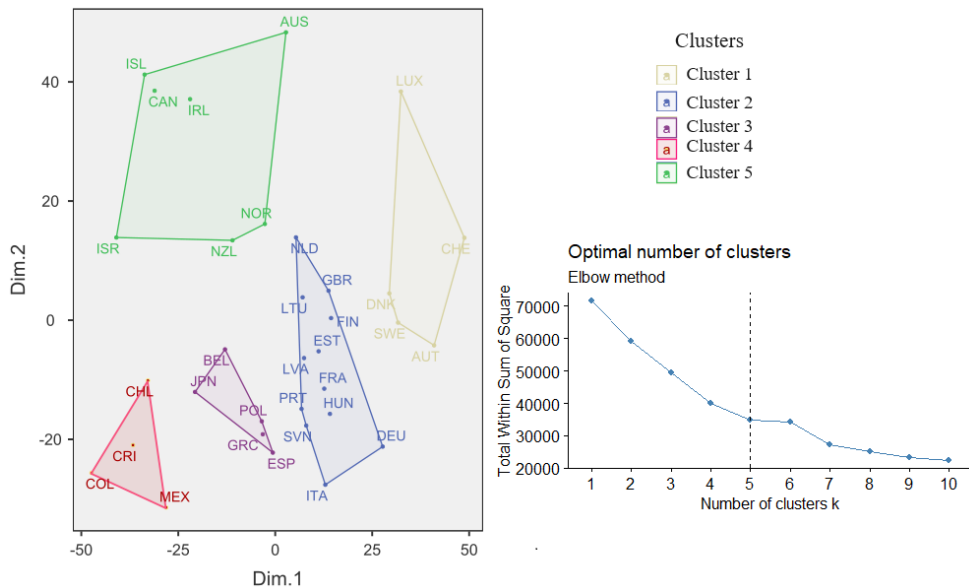 AUS
ISL
CAN
IRL
NOR
ISR
NZL
LUX
CHE
DNK
SWE
AUT
NLD
GBR
LTU
FIN
EST
LVA
FRA
PRT
HUN
SVN
DEU
ITA
BEL
JPN
POL
GRC
ESP
CHL
CRI
COL
MEX
40
20
0
-20
Dim.2
-50
-25
0
25
50
Dim.1
Clusters
a Cluster 1
a Cluster 2
a Cluster 3
a Cluster 4
a Cluster 5
Optimal number of clusters
Elbow method
70000
60000
50000
40000
30000
20000
Total Within Sum of Square
1 2 3 4 5 6 7 8 9 10
Number of clusters k